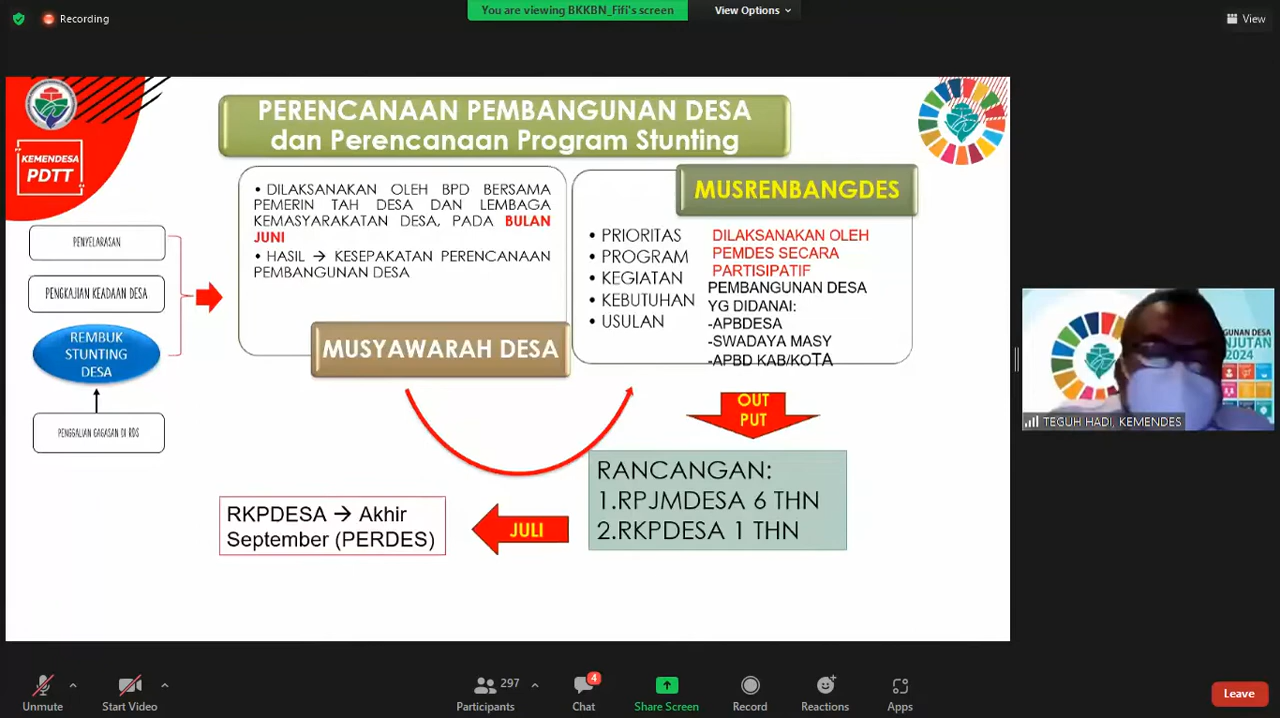 Recording
You are viewing BKKBN_Fifi's screen
View Options
View
KEMENDESA
PDTT
PERENCANAAN PEMBANGUNAN DESA
dan Perencanaan Program Stunting
PENYELARASAN
PENGKAJIAN KEADAAN DESA
REMBUK
STUNTING
DESA
PENGGALIAN GAGASAN DI RDS
• DILAKSANAKAN OLEH BPD BERSAMA
PEMERIN TAH DESA DAN LEMBAGA
KEMASYARAKATAN DESA, PADA BULAN
JUNI
• HASIL → KESEPAKATAN PERENCANAAN
PEMBANGUNAN DESA
MUSYAWARAH DESA
MUSRENBANGDES
• PRIORITAS
• PROGRAM
• KEGIATAN
• KEBUTUHAN
• USULAN
DILAKSANAKAN OLEH
PEMDES SECARA
PARTISIPATIF
PEMBANGUNAN DESA
YG DIDANAI:
-APBDESA
-SWADAYA MASY
-APBD KAB/KOTA
OUT
PUT
RANCANGAN:
1.RPJMDESA 6 THN
2.RKPDESA 1 THN
JULI
RKPDESA → Akhir
September (PERDES)
2024
TEGUH HADI, KEMENDES
Unmute
Start Video
297
Participants
4
Chat
Share Screen
Record
Reactions
Apps
Leave